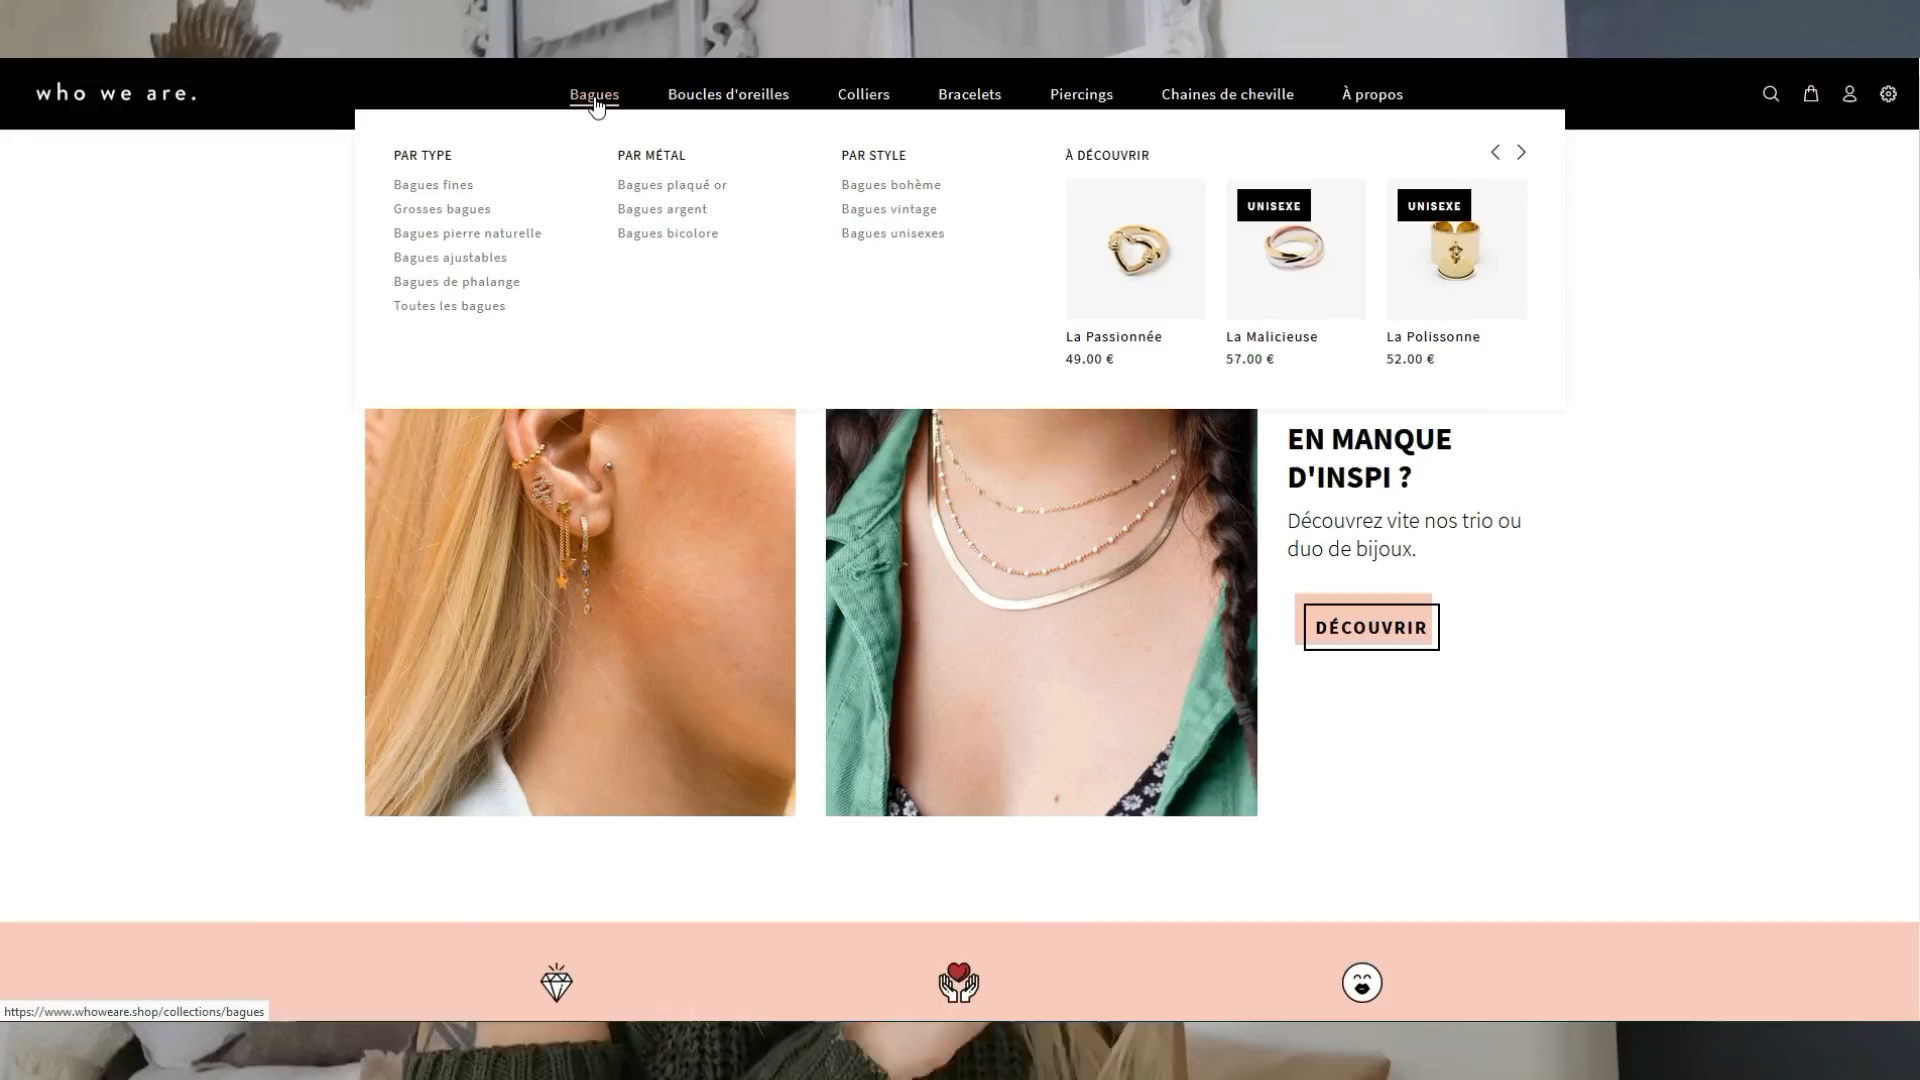 who we are.
Bagues
Boucles d'oreilles
Colliers
Bracelets
Piercings
Chaines de cheville
À propos
PAR TYPE
Bagues fines
Grosses bagues
Bagues pierre naturelle
Bagues ajustables
Bagues de phalange
Toutes les bagues
PAR MÉTAL
Bagues plaqué or
Bagues argent
Bagues bicolore
PAR STYLE
Bagues bohème
Bagues vintage
Bagues unisexes
À DÉCOUVRIR
La Passionnée
49.00 €
UNISEXE
La Malicieuse
57.00 €
UNISEXE
La Polissonne
52.00 €
EN MANQUE
D'INSPI ?
Découvrez vite nos trio ou
duo de bijoux.
DÉCOUVRIR
https://www.whoweare.shop/collections/bagues